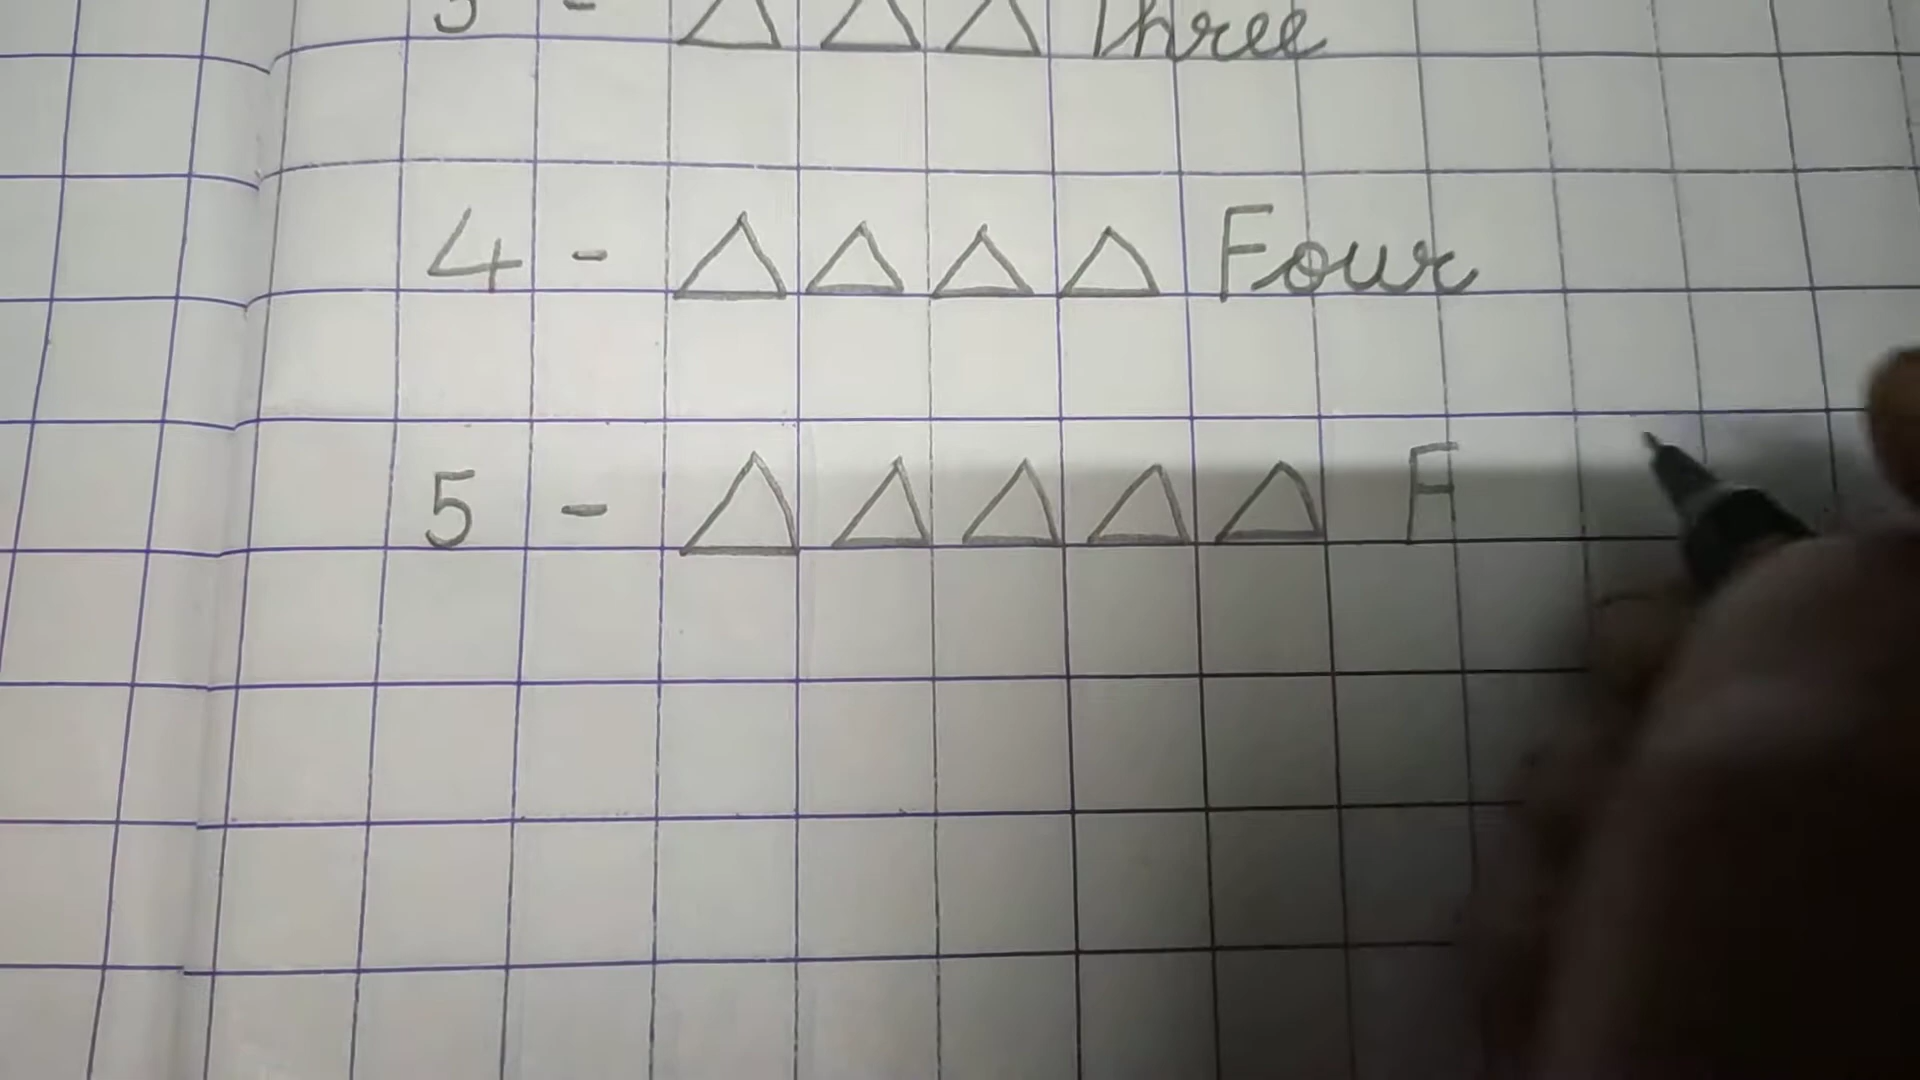 3 - △ △ △ Three
4 - △ △ △ △ Four
5 - △ △ △ △ △ F